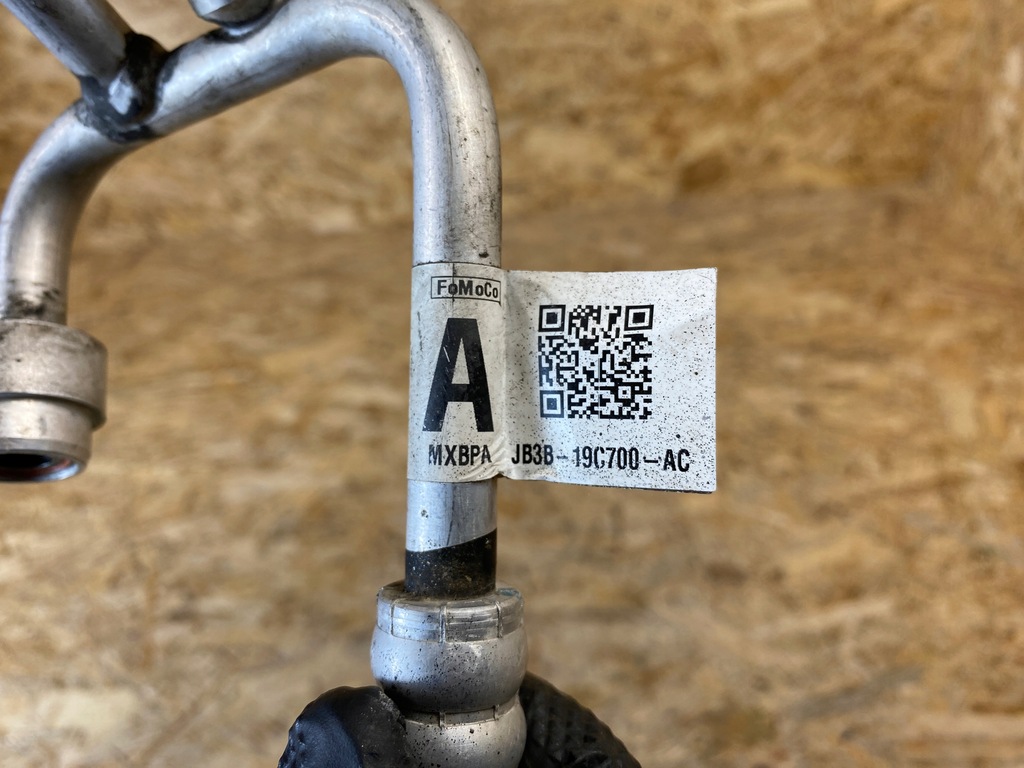 FoMoCo
A
MXBPA JB3B-19C700-AC